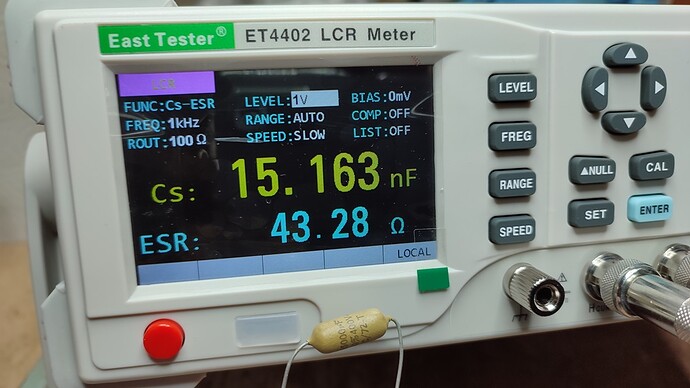 East Tester® ET4402 LCR Meter
LCR
FUNC:Cs-ESR LEVEL:1V BIAS:0mV
FREQ:1kHz RANGE:AUTO COMP:OFF
ROUT:100Ω SPEED:SLOW LIST:OFF
Cs: 15.163 nF
ESR: 43.28 Ω
LOCAL
LEVEL
FREQ
RANGE
SPEED
▲NULL CAL
SET ENTER